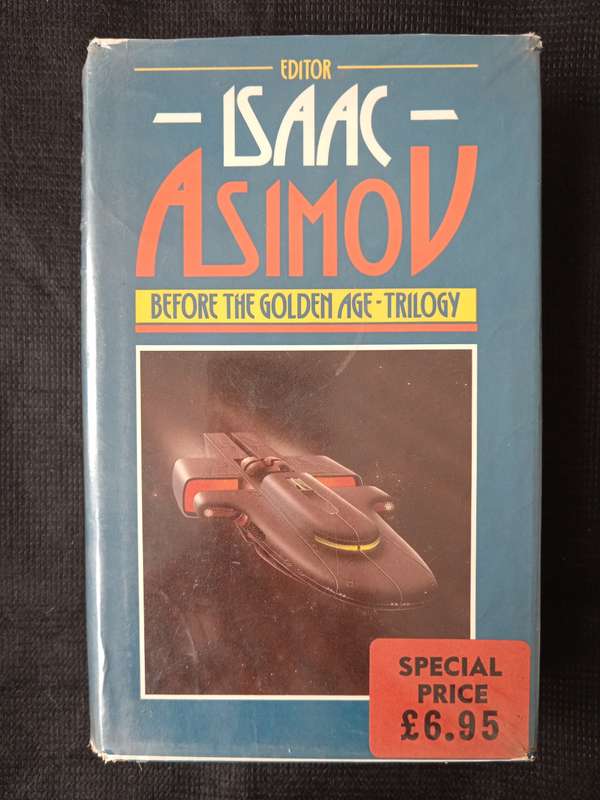 EDITOR
ISAAC
ASIMOV
BEFORE THE GOLDEN AGE-TRILOGY
SPECIAL
PRICE
£6.95